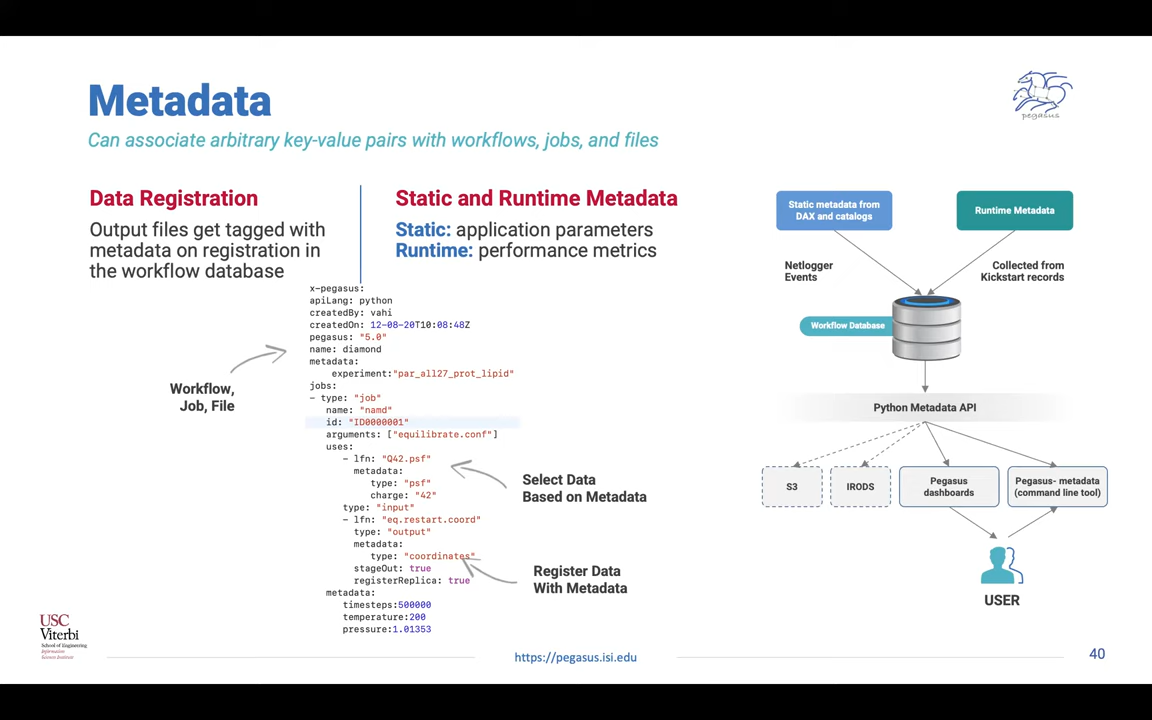 Metadata
pegasus
Can associate arbitrary key-value pairs with workflows, jobs, and files
Data Registration
Output files get tagged with
metadata on registration in
the workflow database
Static and Runtime Metadata
Static: application parameters
Runtime: performance metrics
x-pegasus:
apiLang: python
createdBy: vahi
createdOn: 12-08-20T10:08:48Z
pegasus: "5.0"
name: diamond
metadata:
experiment:"par_all27_prot_lipid"
jobs:
- type: "job"
name: "namd"
id: "ID0000001"
arguments: ["equilibrate.conf"]
uses:
- lfn: "Q42.psf"
metadata:
type: "psf"
charge: "42"
type: "input"
- lfn: "eq.restart.coord"
type: "output"
metadata:
type: "coordinates"
stageOut: true
registerReplica: true
metadata:
timesteps:500000
temperature:200
pressure:1.01353
Workflow,
Job, File
Select Data
Based on Metadata
Register Data
With Metadata
Static metadata from
DAX and catalogs
Runtime Metadata
Netlogger
Events
Collected from
Kickstart records
Workflow Database
Python Metadata API
S3
IRODS
Pegasus
dashboards
Pegasus- metadata
(command line tool)
USER
USC
Viterbi
School of Engineering
Information
Sciences Institute
https://pegasus.isi.edu
40